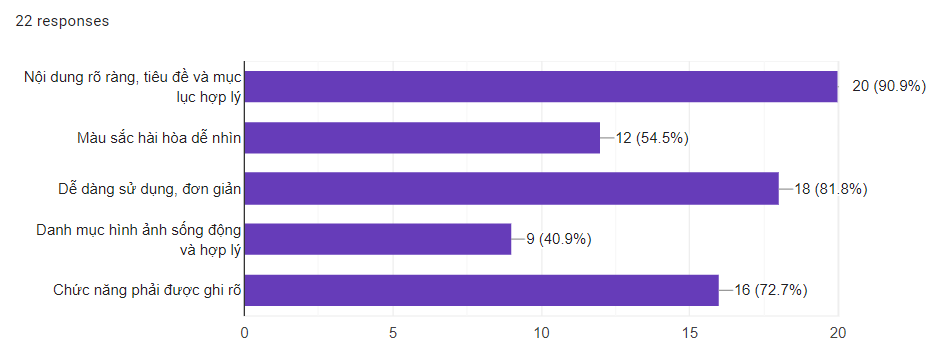 22 responses
Nội dung rõ ràng, tiêu đề và mục
lục hợp lý
20 (90.9%)
Màu sắc hài hòa dễ nhìn
12 (54.5%)
Dễ dàng sử dụng, đơn giản
18 (81.8%)
Danh mục hình ảnh sống động
và hợp lý
9 (40.9%)
Chức năng phải được ghi rõ
16 (72.7%)
0 5 10 15 20